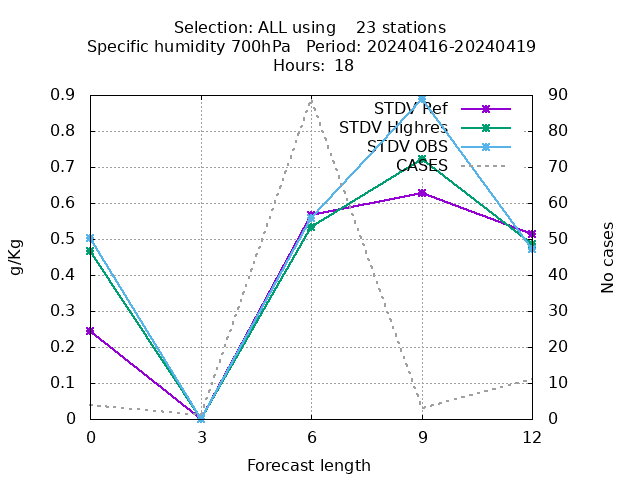 Selection: ALL using    23 stations
Specific humidity 700hPa   Period: 20240416-20240419
Hours: 18
0.9
0.8
0.7
0.6
0.5
0.4
0.3
0.2
0.1
0
g/Kg
STDV Ref
STDV Highres
STDV OBS
CASES
90
80
70
60
50
40
30
20
10
0
No cases
0
3
6
9
12
Forecast length